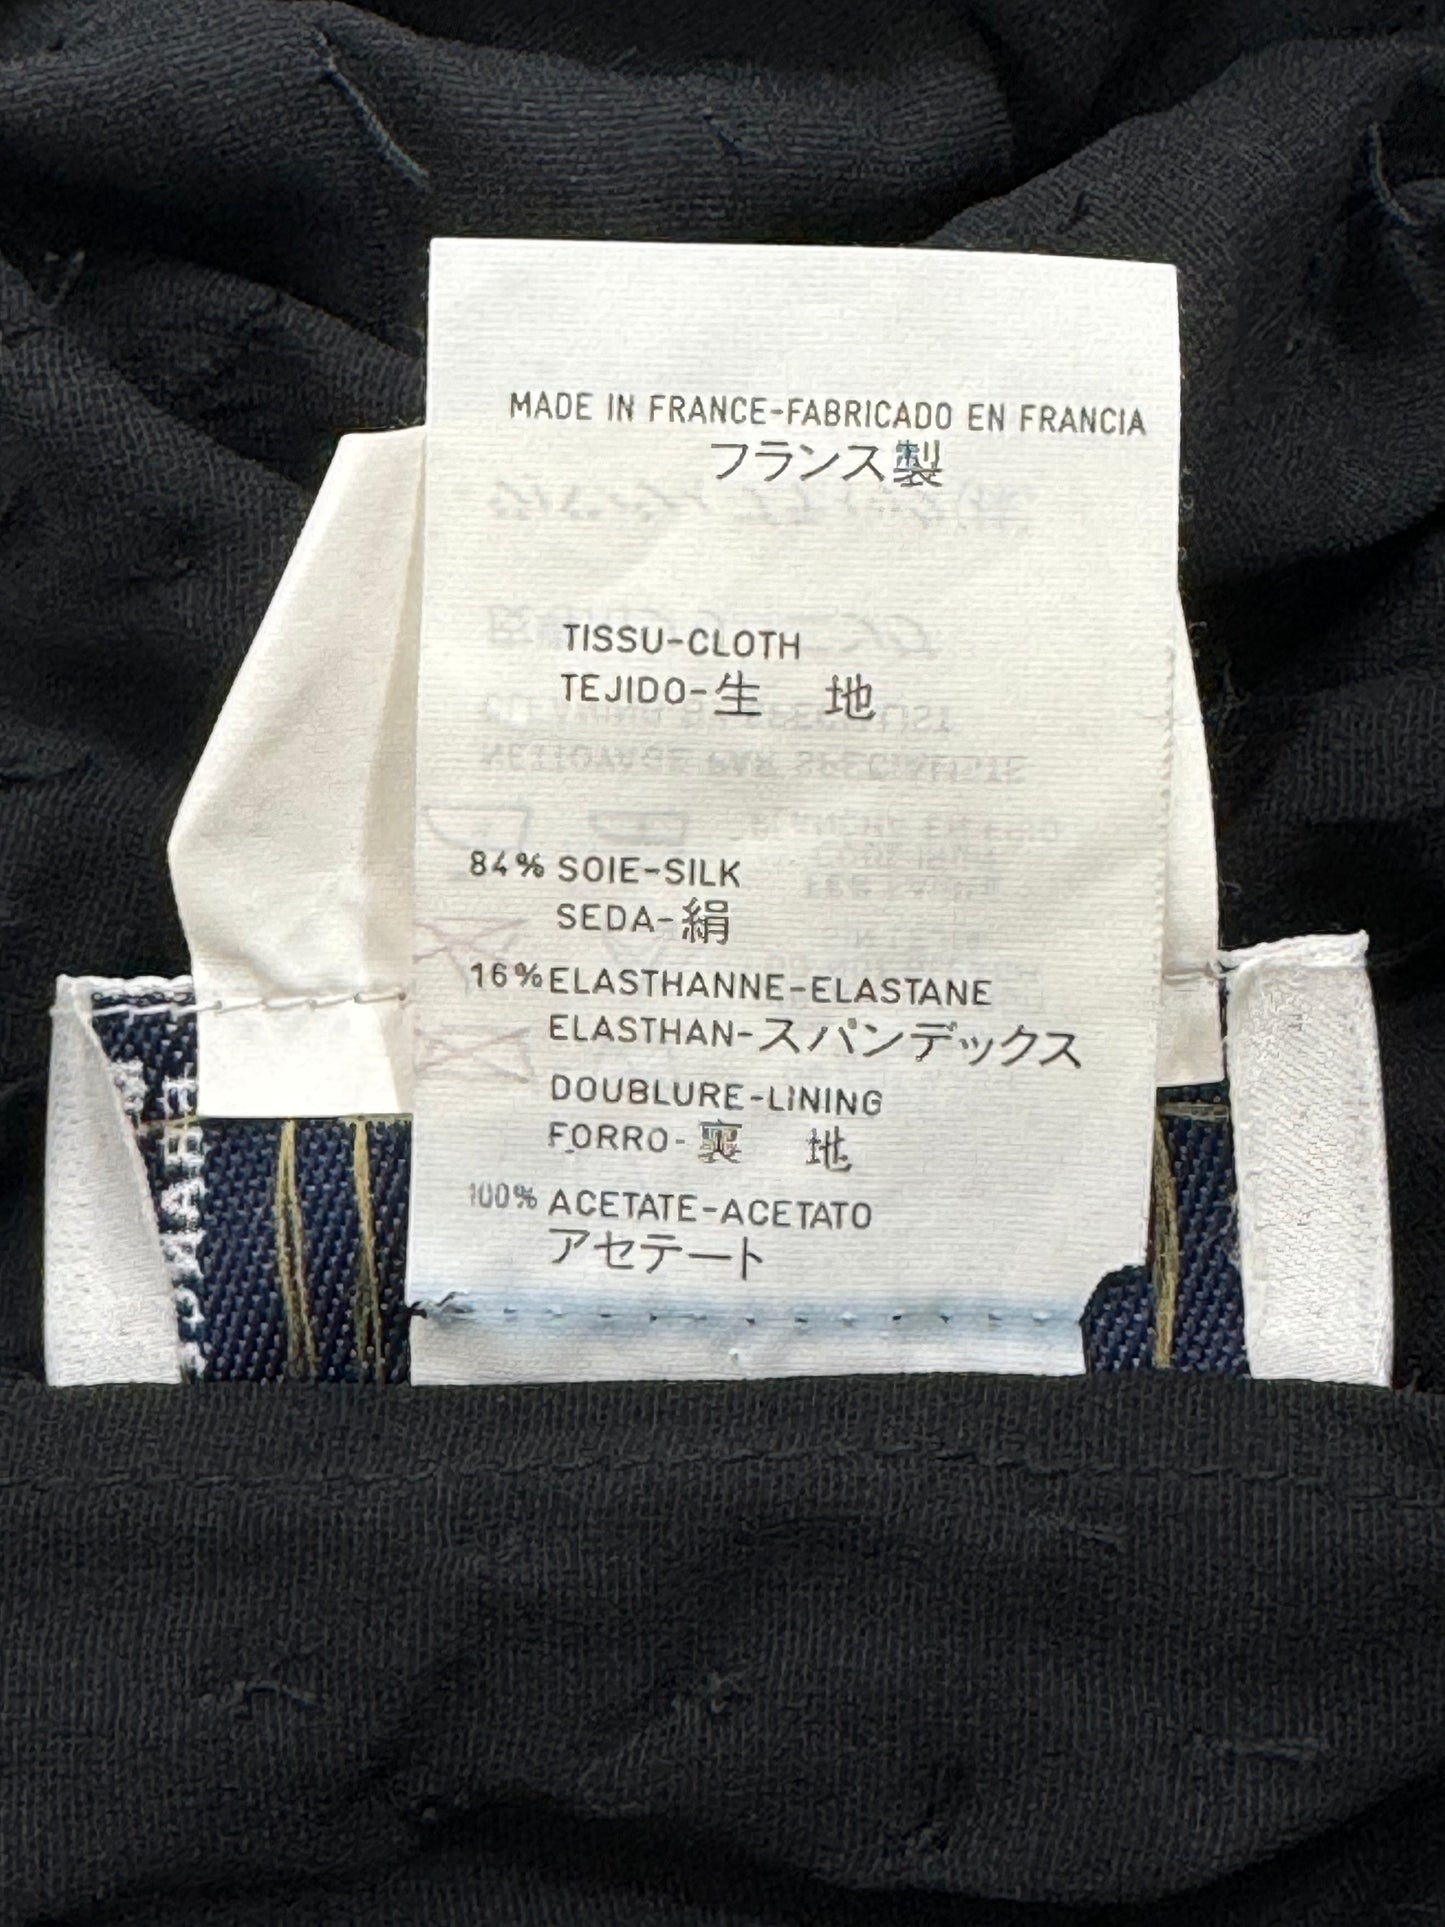 MADE IN FRANCE-FABRICADO EN FRANCIA
フランス製
TISSU-CLOTH
TEJIDO-生 地
84% SOIE-SILK
SEDA-絹
16% ELASTHANNE-ELASTANE
ELASTHAN-スパンデックス
DOUBLURE-LINING
FORRO-裏 地
100% ACETATE-ACETATO
アセテート